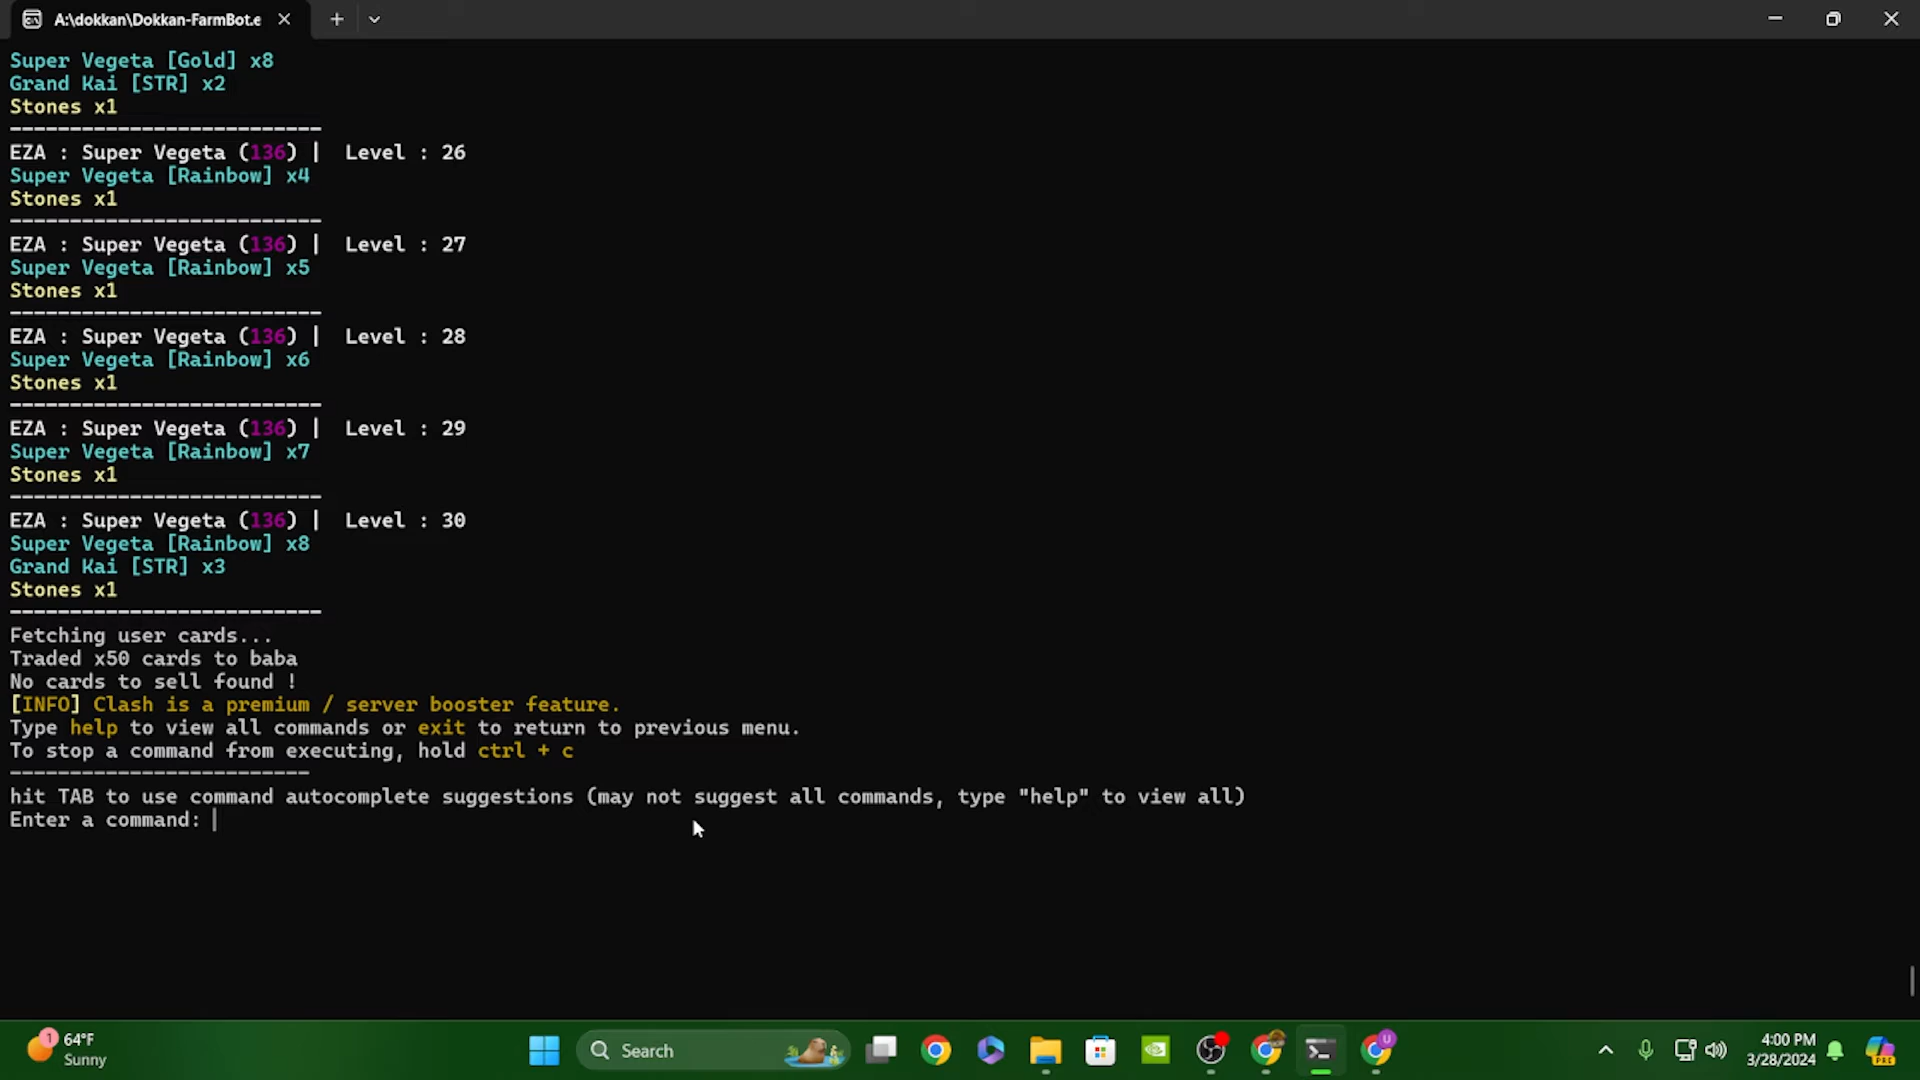 A:\dokkan\Dokkan-FarmBot.e
Super Vegeta [Gold] x8
Grand Kai [STR] x2
Stones x1
--------------------------
EZA : Super Vegeta (136) |  Level : 26
Super Vegeta [Rainbow] x4
Stones x1
--------------------------
EZA : Super Vegeta (136) |  Level : 27
Super Vegeta [Rainbow] x5
Stones x1
--------------------------
EZA : Super Vegeta (136) |  Level : 28
Super Vegeta [Rainbow] x6
Stones x1
--------------------------
EZA : Super Vegeta (136) |  Level : 29
Super Vegeta [Rainbow] x7
Stones x1
--------------------------
EZA : Super Vegeta (136) |  Level : 30
Super Vegeta [Rainbow] x8
Grand Kai [STR] x3
Stones x1
--------------------------
Fetching user cards...
Traded x50 cards to baba
No cards to sell found !
[INFO] Clash is a premium / server booster feature.
Type help to view all commands or exit to return to previous menu.
To stop a command from executing, hold ctrl + c
-------------------------
hit TAB to use command autocomplete suggestions (may not suggest all commands, type "help" to view all)
Enter a command:
1
64°F
Sunny
Search
U
4:00 PM
3/28/2024
PRE